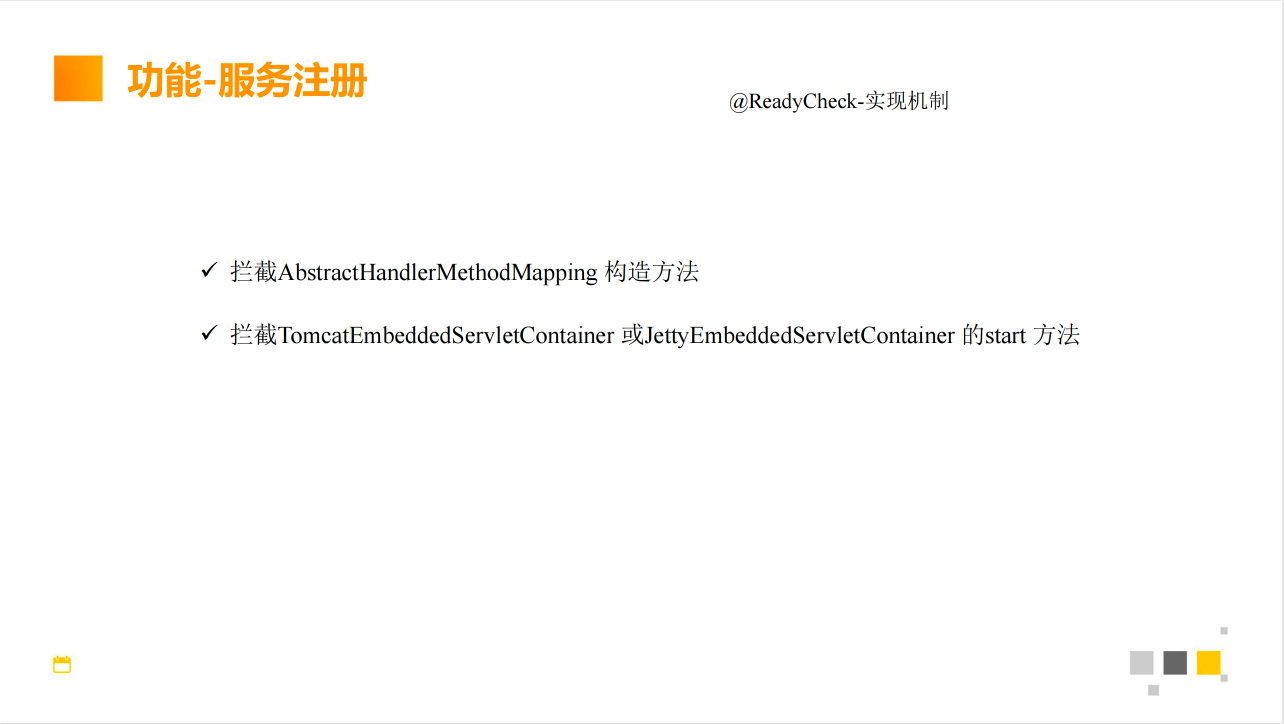 功能-服务注册
@ReadyCheck-实现机制
拦截AbstractHandlerMethodMapping 构造方法
拦截TomcatEmbeddedServletContainer 或JettyEmbeddedServletContainer 的start 方法